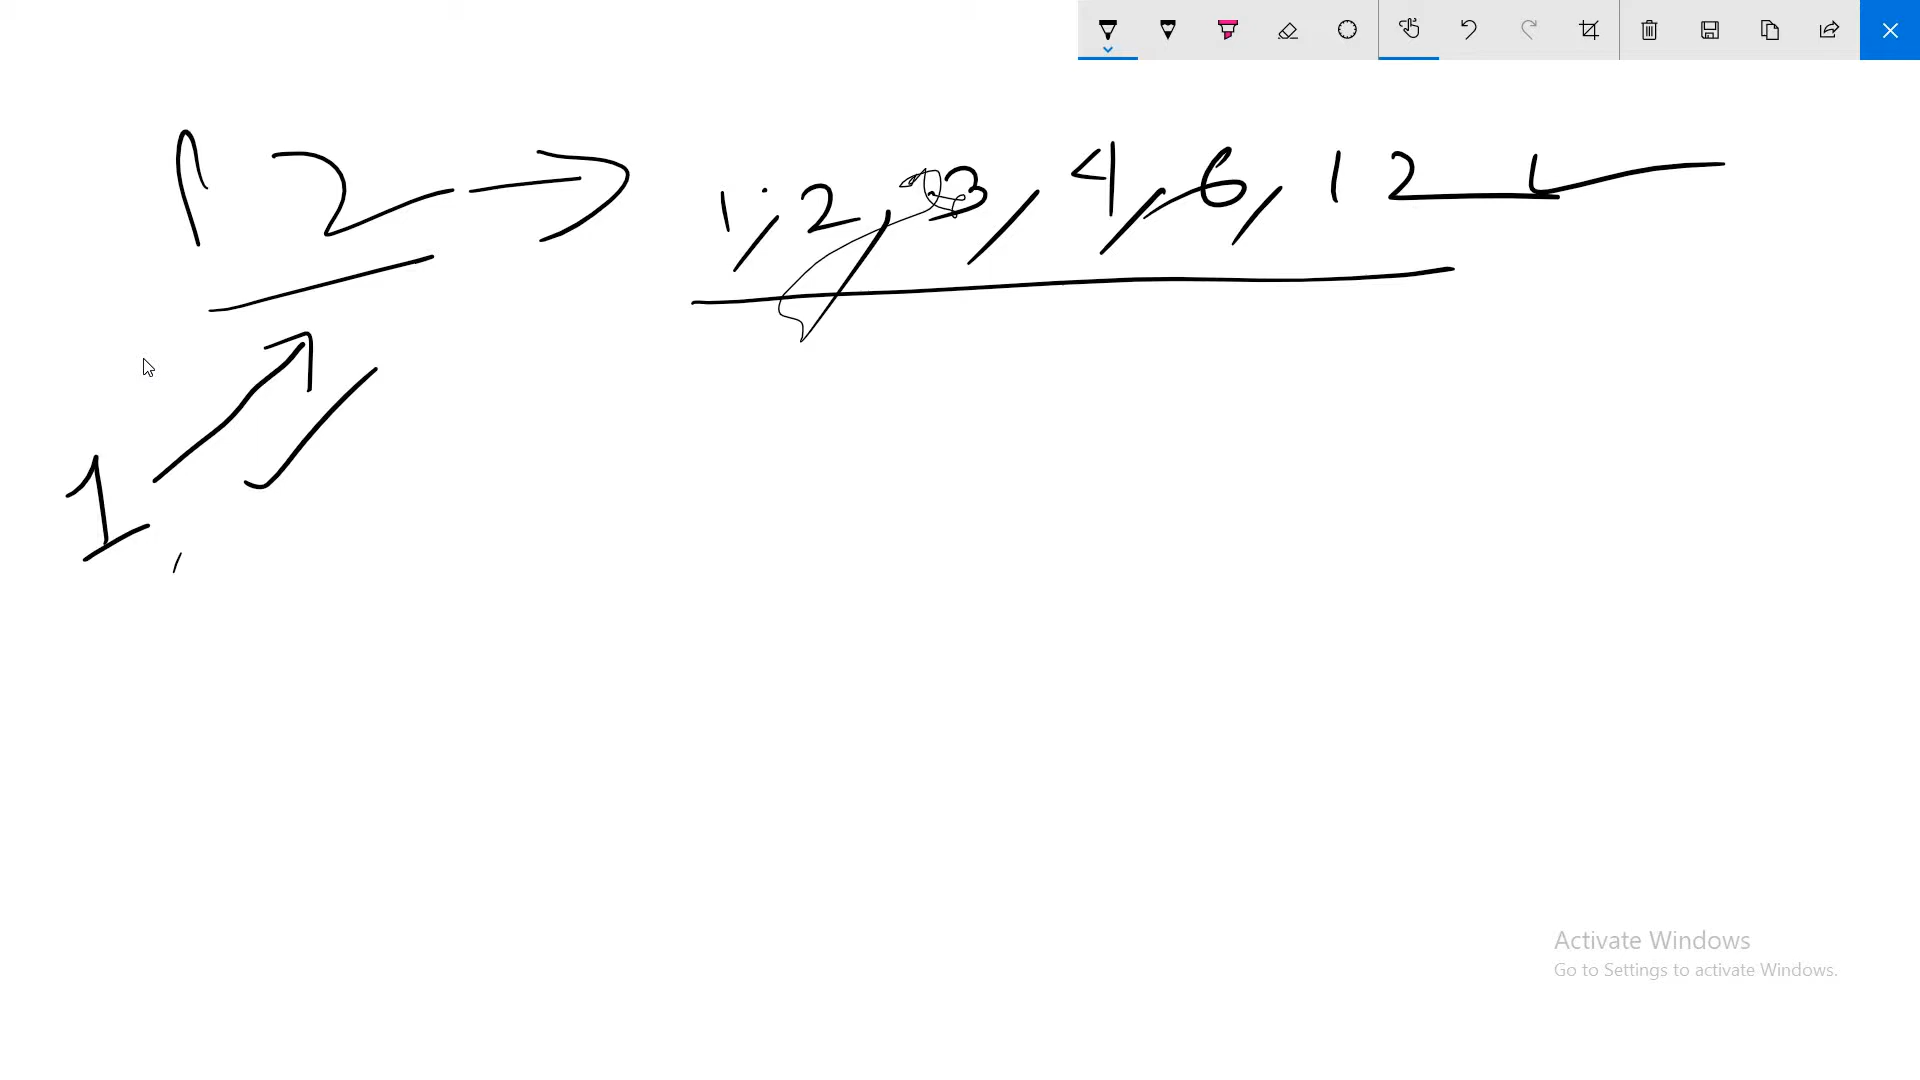 12 → 1, 2, 3, 4, 6, 12
1
Activate Windows
Go to Settings to activate Windows.